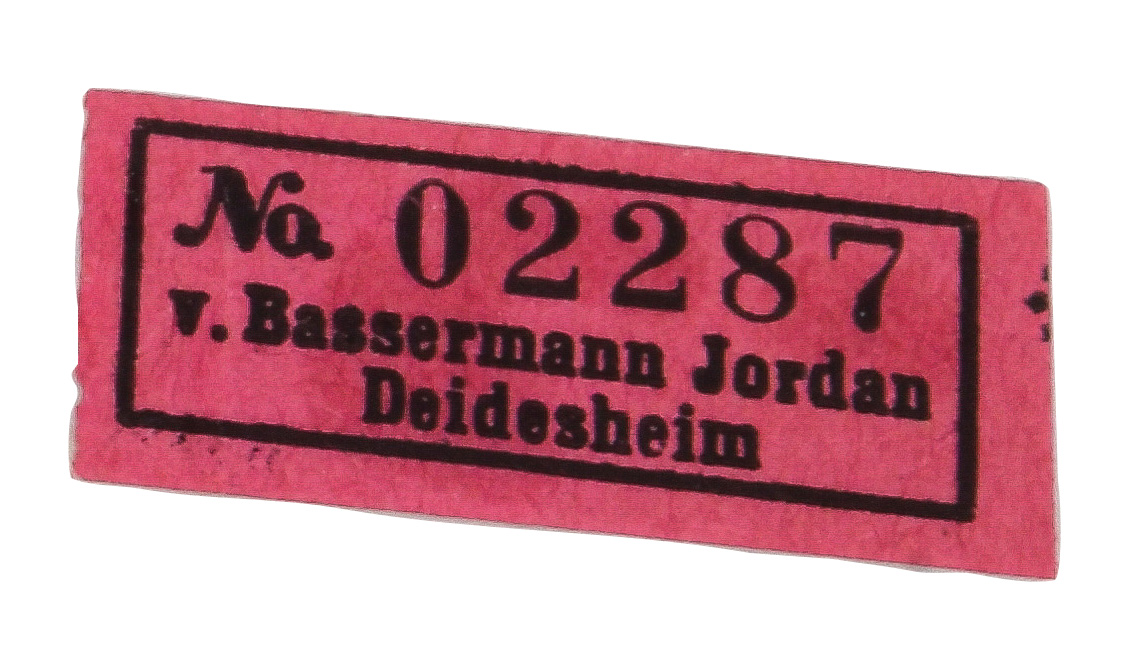 No. 02287
v. Bassermann Jordan
Deidesheim